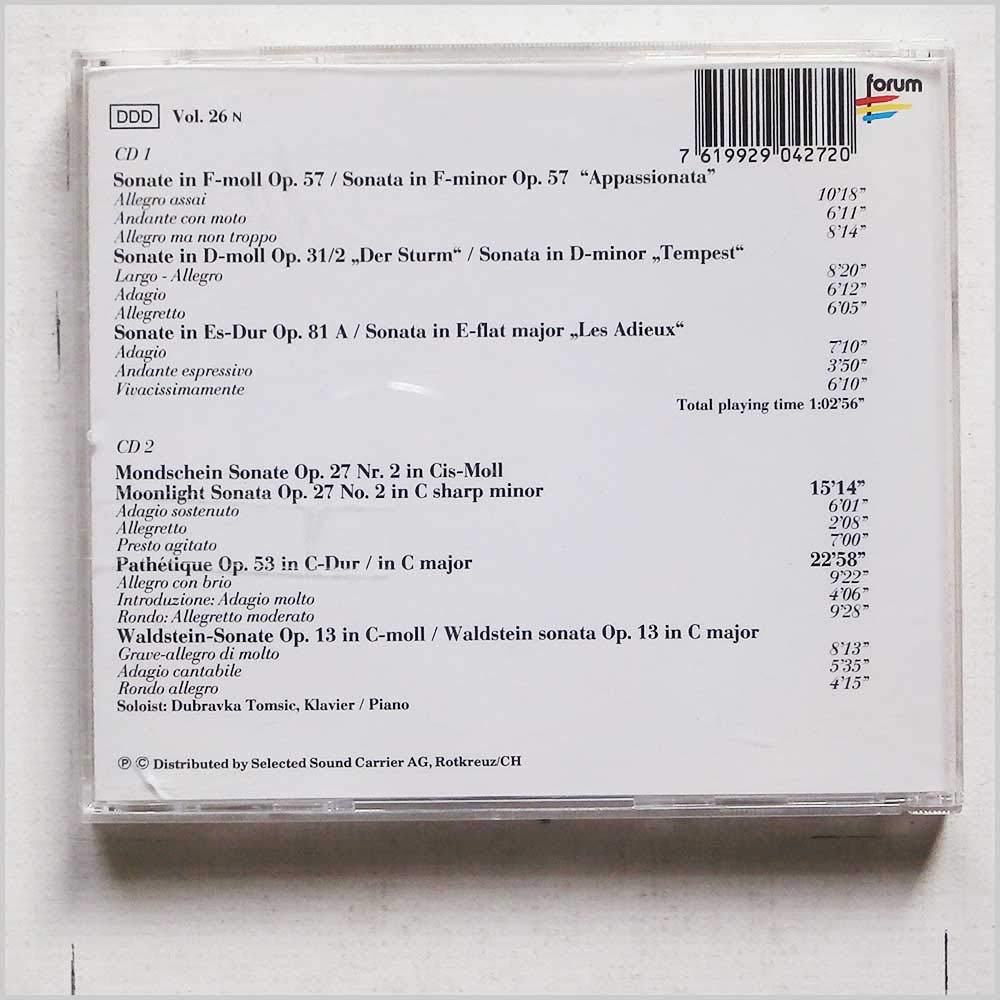 forum
DDD Vol. 26 N
7 619929 042720
CD 1
Sonate in F-moll Op. 57 / Sonata in F-minor Op. 57 “Appassionata”
Allegro assai 10’18”
Andante con moto 6’11”
Allegro ma non troppo 8’14”
Sonate in D-moll Op. 31/2 „Der Sturm“ / Sonata in D-minor „Tempest“
Largo - Allegro 8’20”
Adagio 6’12”
Allegretto 6’05”
Sonate in Es-Dur Op. 81 A / Sonata in E-flat major „Les Adieux“
Adagio 7’10”
Andante espressivo 3’50”
Vivacissimamente 6’10”
Total playing time 1:02’56”
CD 2
Mondschein Sonate Op. 27 Nr. 2 in Cis-Moll
Moonlight Sonata Op. 27 No. 2 in C sharp minor 15’14”
Adagio sostenuto 6’01”
Allegretto 2’08”
Presto agitato 7’00”
Pathétique Op. 53 in C-Dur / in C major 22’58”
Allegro con brio 9’22”
Introduzione: Adagio molto 4’06”
Rondo: Allegretto moderato 9’28”
Waldstein-Sonate Op. 13 in C-moll / Waldstein sonata Op. 13 in C major
Grave-allegro di molto 8’13”
Adagio cantabile 5’35”
Rondo allegro 4’15”
Soloist: Dubravka Tomsic, Klavier / Piano
℗ © Distributed by Selected Sound Carrier AG, Rotkreuz/CH